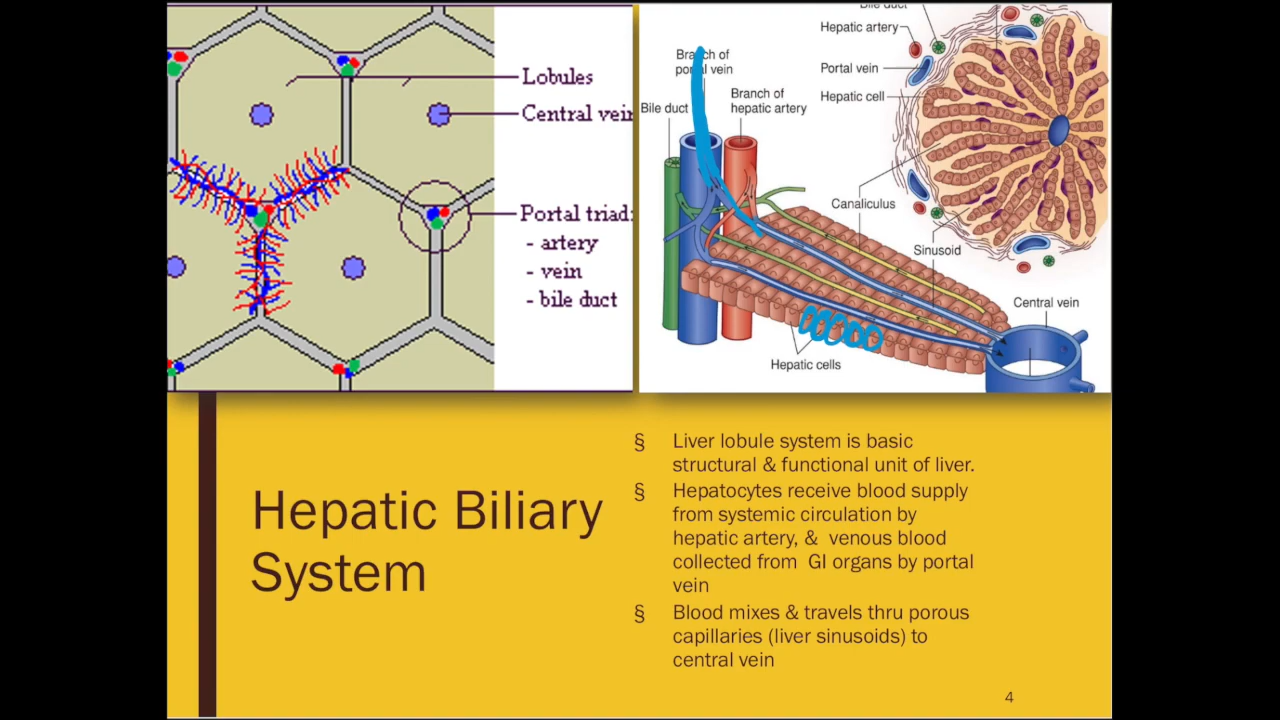 Lobules
Central vein
Portal triad:
- artery
- vein
- bile duct
Bile duct
Hepatic artery
Portal vein
Hepatic cell
Branch of
portal vein
Branch of
hepatic artery
Bile duct
Canaliculus
Sinusoid
Central vein
Hepatic cells
Hepatic Biliary
System
§ Liver lobule system is basic
structural & functional unit of liver.
§ Hepatocytes receive blood supply
from systemic circulation by
hepatic artery, & venous blood
collected from GI organs by portal
vein
§ Blood mixes & travels thru porous
capillaries (liver sinusoids) to
central vein
4